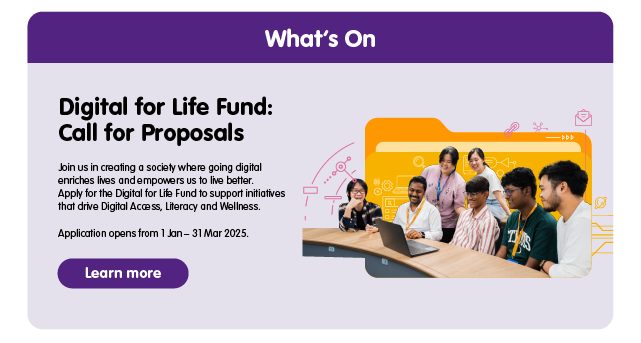 What's On
Digital for Life Fund:
Call for Proposals
Join us in creating a society where going digital
enriches lives and empowers us to live better.
Apply for the Digital for Life Fund to support initiatives
that drive Digital Access, Literacy and Wellness.
Application opens from 1 Jan – 31 Mar 2025.
Learn more